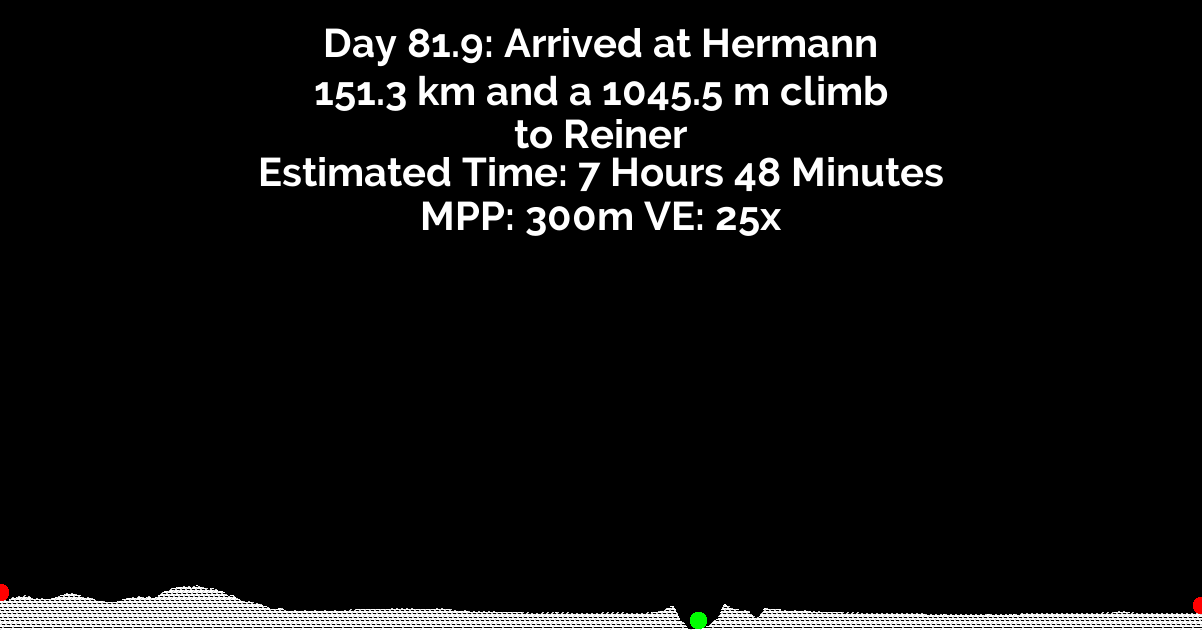 Day 81.9: Arrived at Hermann
151.3 km and a 1045.5 m climb
to Reiner
Estimated Time: 7 Hours 48 Minutes
MPP: 300m VE: 25x